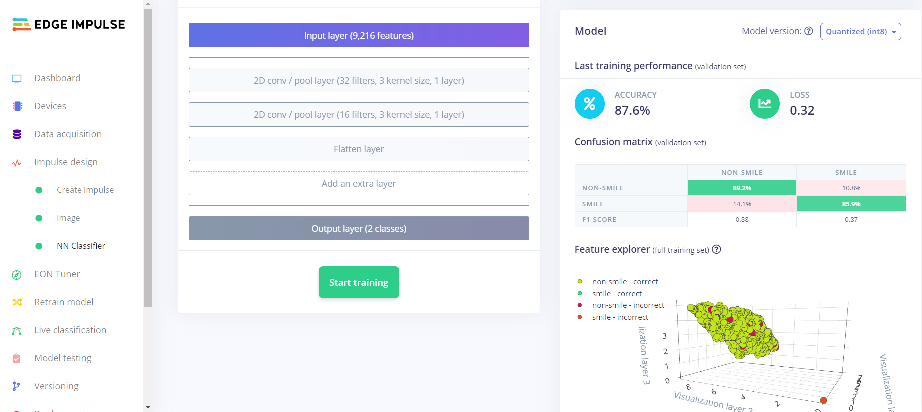 EDGE IMPULSE
Dashboard
Devices
Data acquisition
Impulse design
Create impulse
Image
NN Classifier
EON Tuner
Retrain model
Live classification
Model testing
Versioning
Input layer (9,216 features)
2D conv / pool layer (32 filters, 3 kernel size, 1 layer)
2D conv / pool layer (16 filters, 3 kernel size, 1 layer)
Flatten layer
Add an extra layer
Output layer (2 classes)
Start training
Model
Model version: ? Quantized (int8)
Last training performance (validation set)
% ACCURACY
87.6%
LOSS
0.32
Confusion matrix (validation set)
NON-SMILE SMILE
NON-SMILE 89.2% 10.8%
SMILE 14.1% 85.9%
F1 SCORE 0.88 0.87
Feature explorer (full training set) ?
non-smile - correct
smile - correct
non-smile - incorrect
smile - incorrect
3
2
1
0
8
6
4
2
0
Visualization layer 2